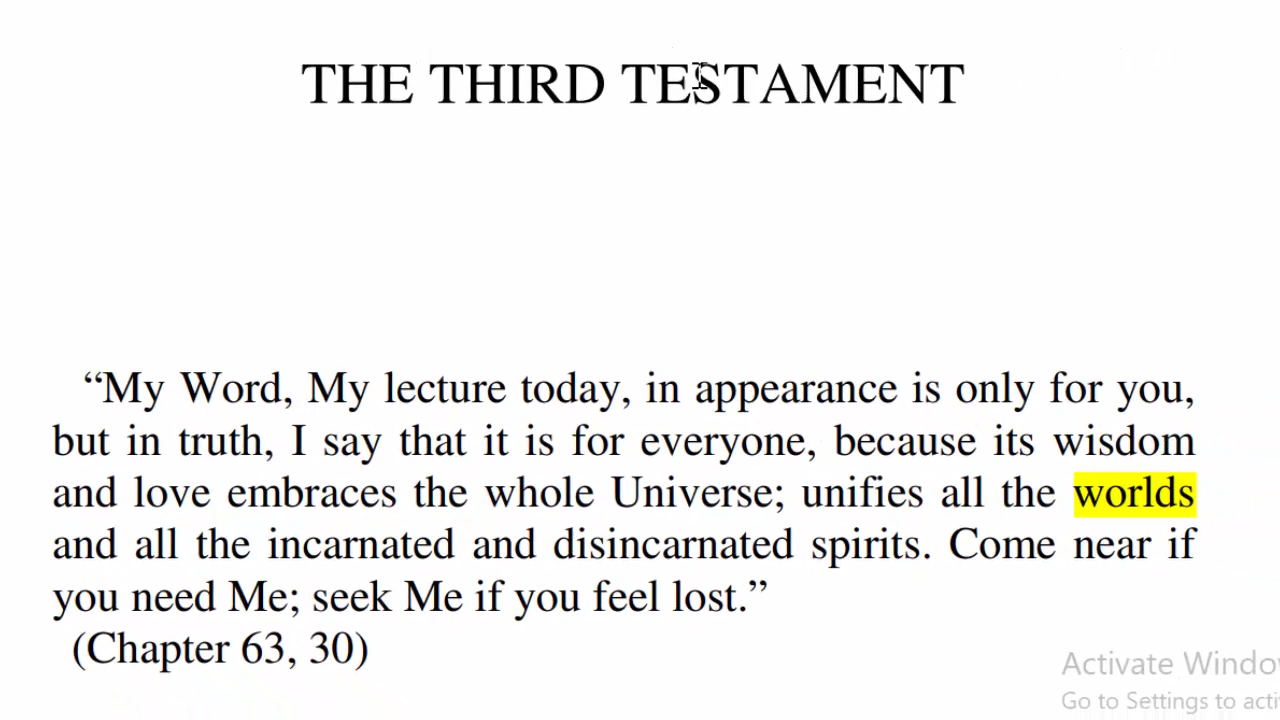 THE THIRD TESTAMENT
“My Word, My lecture today, in appearance is only for you,
but in truth, I say that it is for everyone, because its wisdom
and love embraces the whole Universe; unifies all the worlds
and all the incarnated and disincarnated spirits. Come near if
you need Me; seek Me if you feel lost.”
(Chapter 63, 30)
Activate Windo
Go to Settings to acti